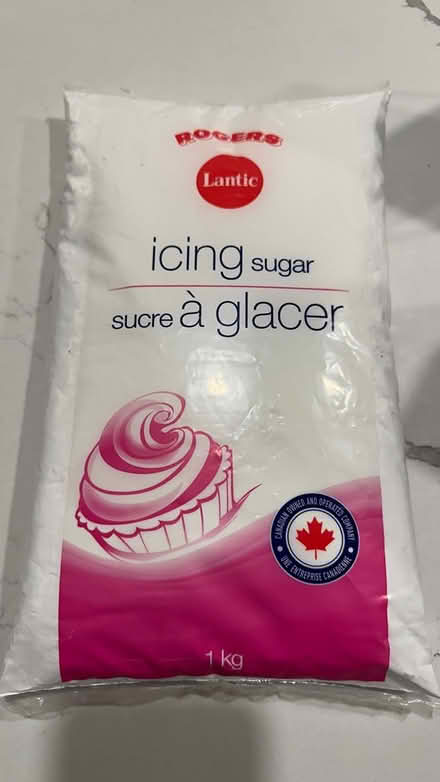 ROGERS
Lantic
icing sugar
sucre à glacer
CANADIAN OWNED AND OPERATED COMPANY
UNE ENTREPRISE CANADIENNE
1 kg